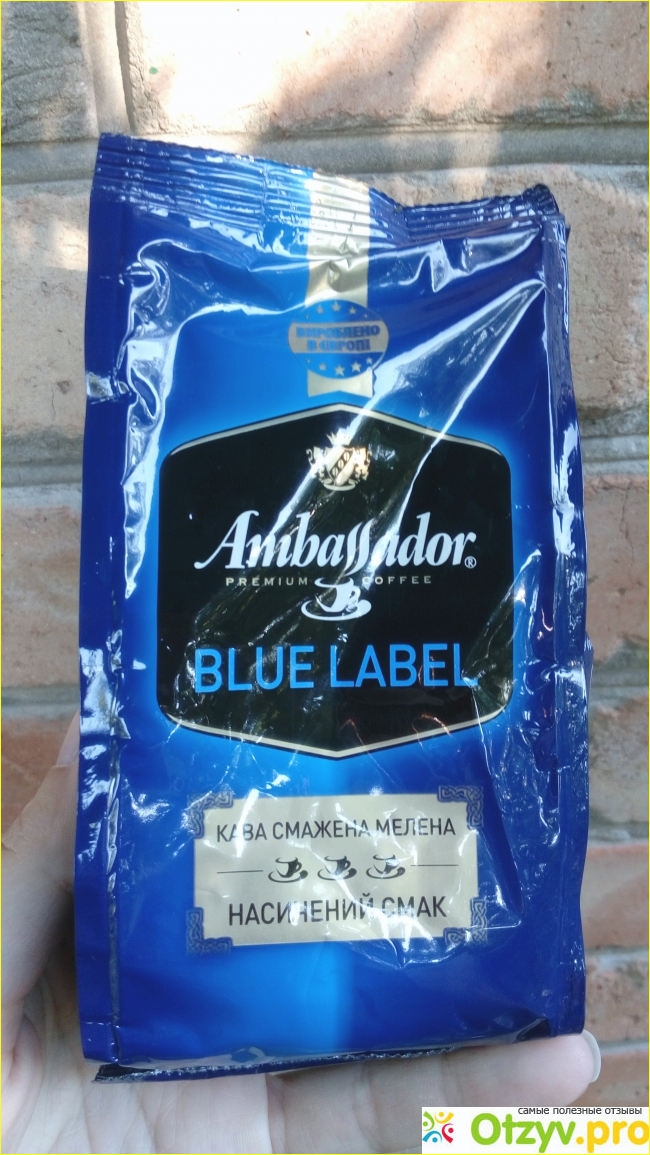 ВИРОБЛЕНО
В ЄВРОПІ
Ambassador®
PREMIUM COFFEE
BLUE LABEL
КАВА СМАЖЕНА МЕЛЕНА
НАСИЧЕНИЙ СМАК
самые полезные отзывы
Otzyv.pro